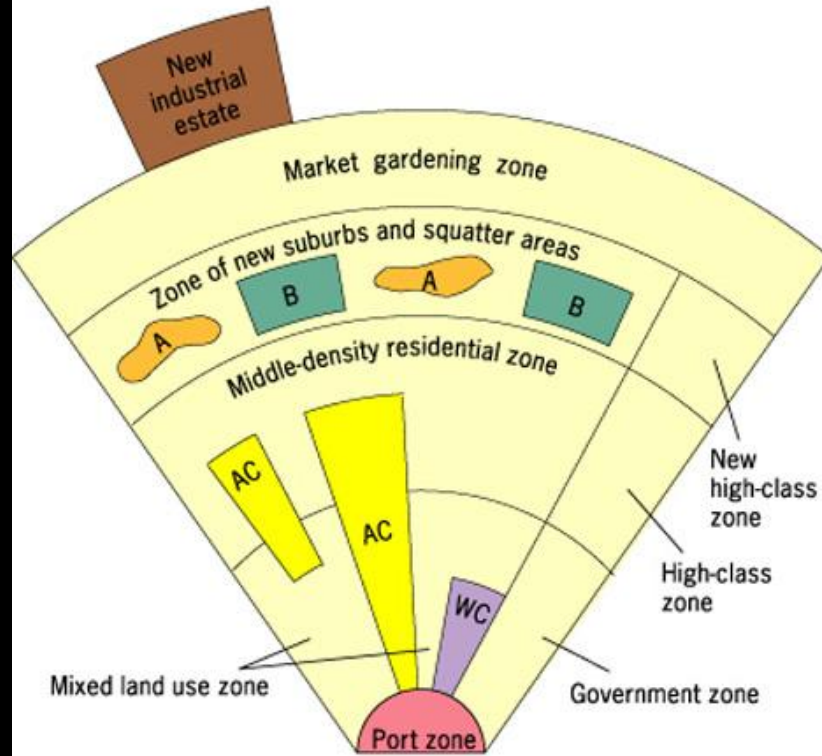 New
industrial
estate
Market gardening zone
Zone of new suburbs and squatter areas
A
B
A
B
Middle-density residential zone
AC
AC
WC
New
high-class
zone
High-class
zone
Mixed land use zone
Government zone
Port zone